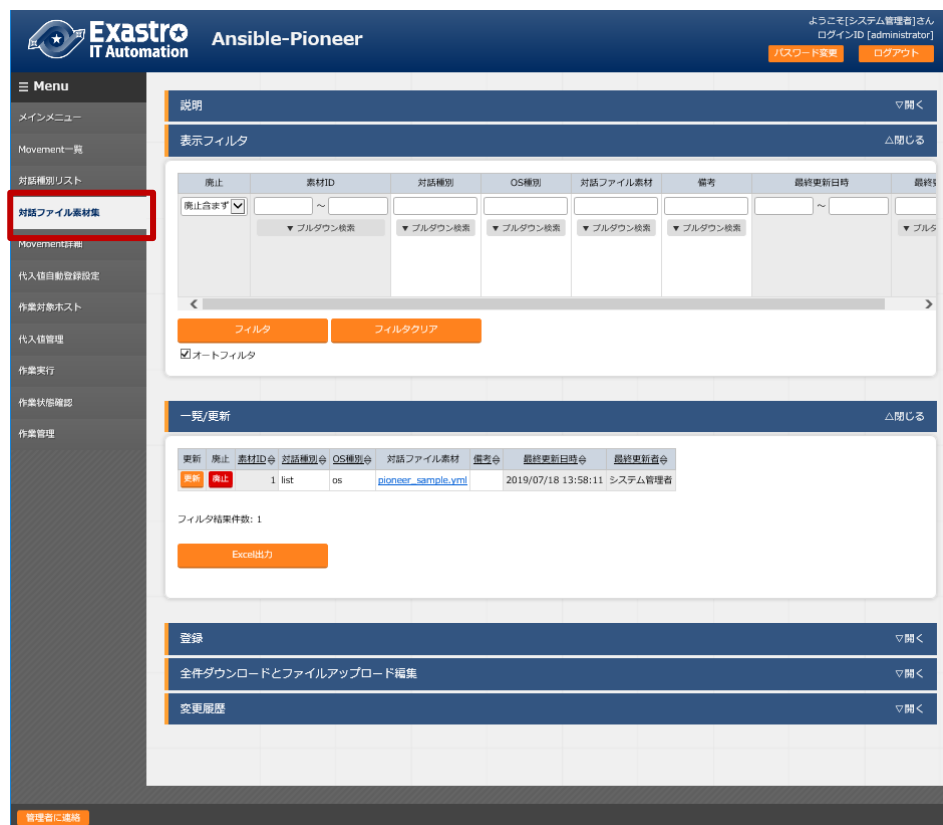 Exastro
IT Automation
Ansible-Pioneer
ようこそ[システム管理者]さん
ログインID [administrator]
パスワード変更 ログアウト
☰ Menu
メインメニュー
Movement一覧
対話種別リスト
対話ファイル素材集
Movement詳細
代入値自動登録設定
作業対象ホスト
代入値管理
作業実行
作業状態確認
作業管理
説明 ▽開く
表示フィルタ △閉じる
廃止 素材ID 対話種別 OS種別 対話ファイル素材 備考 最終更新日時 最終
廃止含まず ～ ～
▼ プルダウン検索 ▼ プルダウン検索 ▼ プルダウン検索 ▼ プルダウン検索 ▼ プルダウン検索 ▼ プル
フィルタ フィルタクリア
オートフィルタ
一覧/更新 △閉じる
更新 廃止 素材ID 対話種別 OS種別 対話ファイル素材 備考 最終更新日時 最終更新者
更新 廃止 1 list os pioneer_sample.yml 2019/07/18 13:58:11 システム管理者
フィルタ結果件数: 1
Excel出力
登録 ▽開く
全件ダウンロードとファイルアップロード編集 ▽開く
変更履歴 ▽開く
管理者に連絡